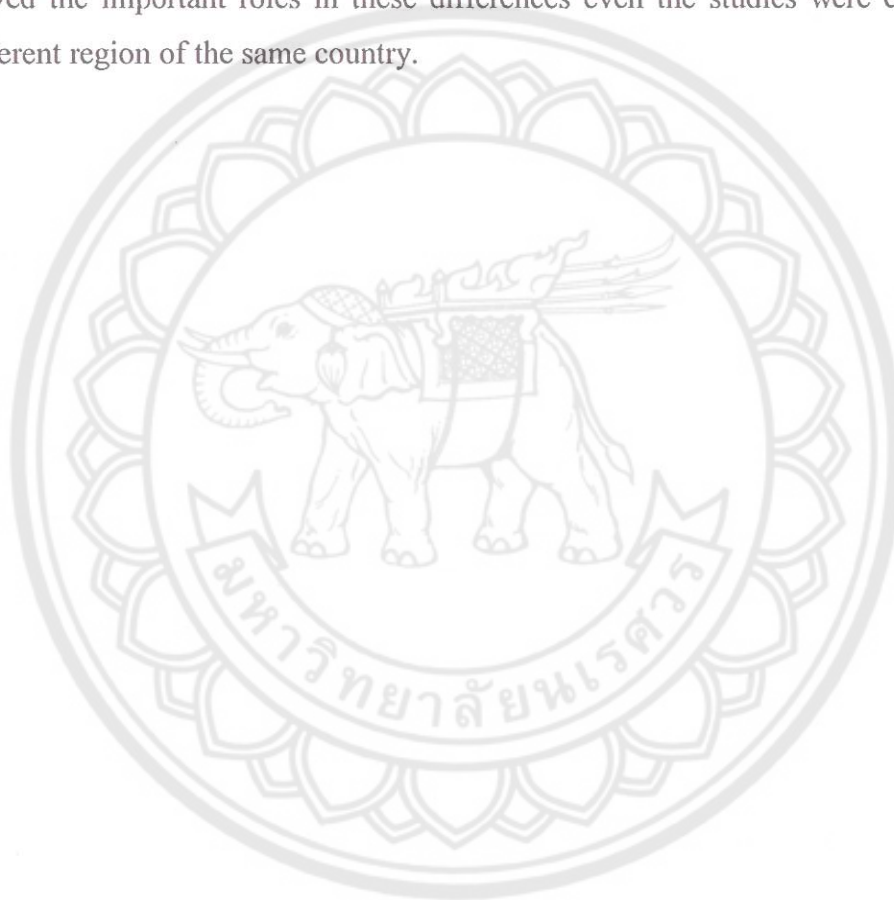 the important roles in these differences even the studies were
erent region of the same country.
มหาวิทยาลัยนเรศวร